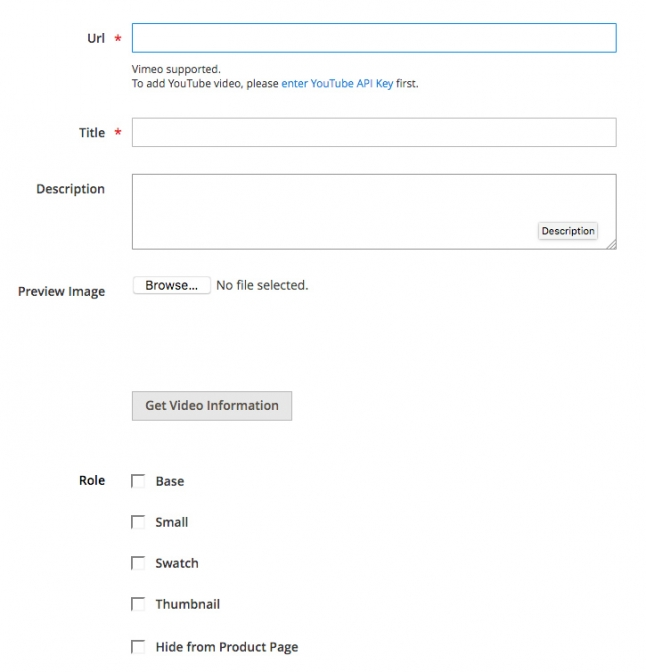 Url *
Vimeo supported.
To add YouTube video, please enter YouTube API Key first.
Title *
Description
Description
Preview Image Browse... No file selected.
Get Video Information
Role Base
Small
Swatch
Thumbnail
Hide from Product Page